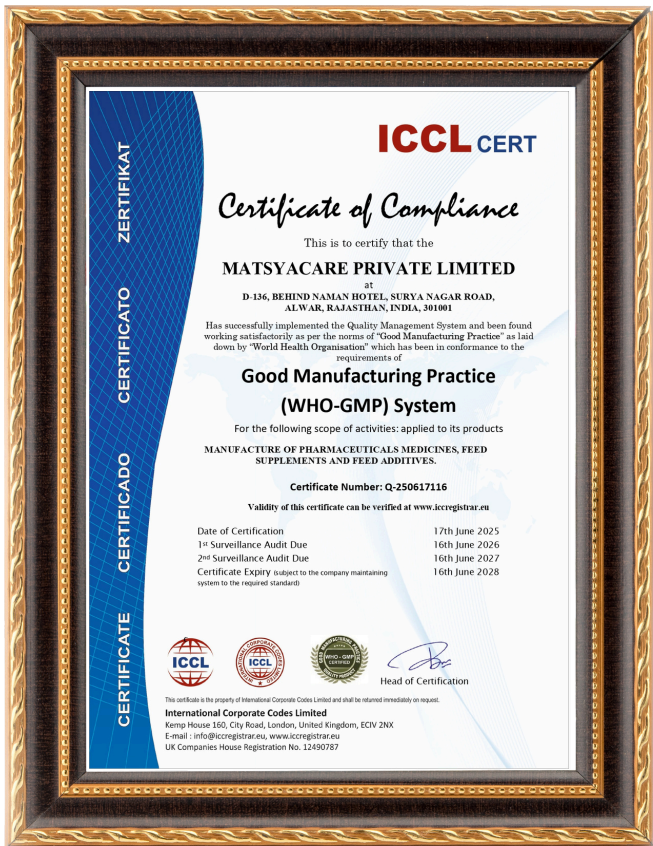 ICCL CERT
ZERTIFIKAT
CERTIFICATO
CERTIFICADO
CERTIFICATE
Certificate of Compliance
This is to certify that the
MATSYACARE PRIVATE LIMITED
at
D-136, BEHIND NAMAN HOTEL, SURYA NAGAR ROAD,
ALWAR, RAJASTHAN, INDIA, 301001
Has successfully implemented the Quality Management System and been found
working satisfactorily as per the norms of "Good Manufacturing Practice" as laid
down by "World Health Organisation" which has been in conformance to the
requirements of
Good Manufacturing Practice
(WHO-GMP) System
For the following scope of activities: applied to its products
MANUFACTURE OF PHARMACEUTICALS MEDICINES, FEED
SUPPLEMENTS AND FEED ADDITIVES.
Certificate Number: Q-250617116
Validity of this certificate can be verified at www.iccregistrar.eu
Date of Certification 17th June 2025
1st Surveillance Audit Due 16th June 2026
2nd Surveillance Audit Due 16th June 2027
Certificate Expiry (subject to the company maintaining 16th June 2028
system to the required standard)
ICCL
INTERNATIONAL CORPORATE CODES LIMITED
ICCL
GOOD MANUFACTURING PRACTICE
WHO - GMP
CERTIFIED
QUALITY PRODUCT
Head of Certification
This certificate is the property of International Corporate Codes Limited and shall be returned immediately on request.
International Corporate Codes Limited
Kemp House 160, City Road, London, United Kingdom, ECIV 2NX
E-mail : info@iccregistrar.eu, www.iccregistrar.eu
UK Companies House Registration No. 12490787